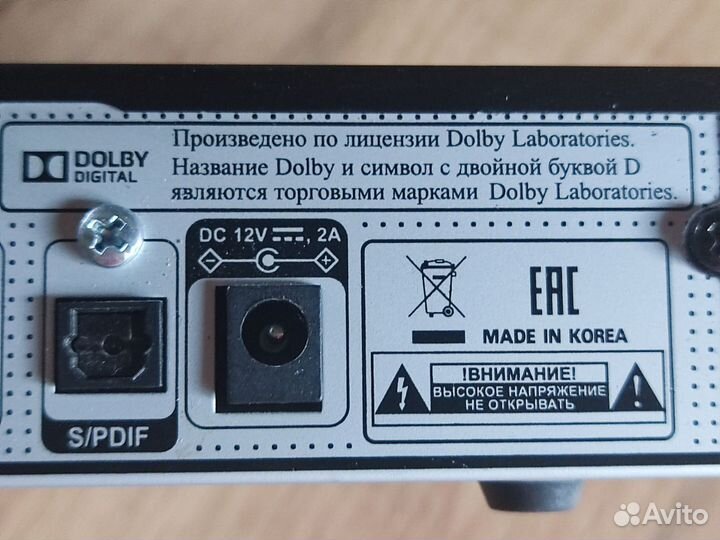 DOLBY
DIGITAL
Произведено по лицензии Dolby Laboratories.
Название Dolby и символ с двойной буквой D
являются торговыми марками Dolby Laboratories.
DC 12V ⎓, 2A
S/PDIF
EAC
MADE IN KOREA
!ВНИМАНИЕ!
ВЫСОКОЕ НАПРЯЖЕНИЕ
НЕ ОТКРЫВАТЬ
Avito